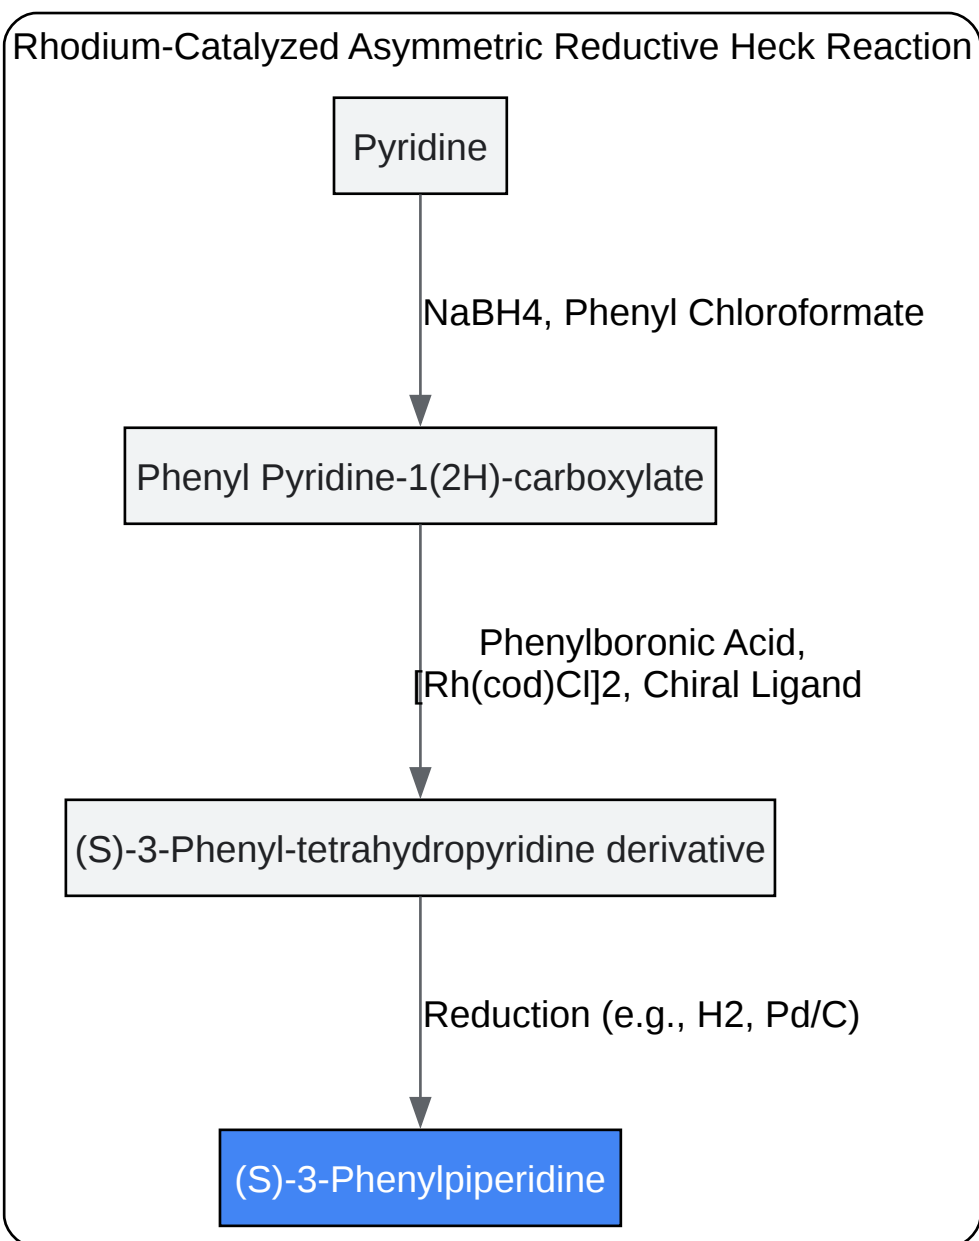 Rhodium-Catalyzed Asymmetric Reductive Heck Reaction
Pyridine
NaBH4, Phenyl Chloroformate
Phenyl Pyridine-1(2H)-carboxylate
Phenylboronic Acid,
[Rh(cod)Cl]2, Chiral Ligand
(S)-3-Phenyl-tetrahydropyridine derivative
Reduction (e.g., H2, Pd/C)
(S)-3-Phenylpiperidine